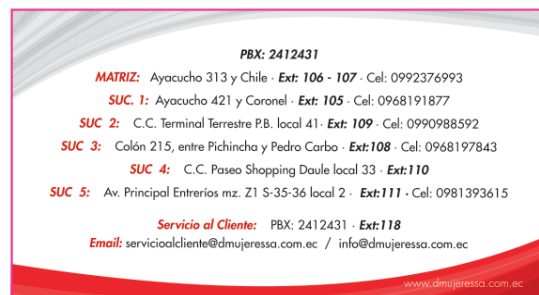 PBX: 2412431
MATRIZ: Ayacucho 313 y Chile · Ext: 106 - 107 · Cel: 0992376993
SUC. 1: Ayacucho 421 y Coronel · Ext: 105 · Cel: 0968191877
SUC 2: C.C. Terminal Terrestre P.B. local 41· Ext: 109 · Cel: 0990988592
SUC 3: Colón 215, entre Pichincha y Pedro Carbo · Ext:108 · Cel: 0968197843
SUC 4: C.C. Paseo Shopping Daule local 33 · Ext:110
SUC 5: Av. Principal Entreríos mz. Z1 S-35-36 local 2 · Ext:111 · Cel: 0981393615
Servicio al Cliente: PBX: 2412431 · Ext:118
Email: servicioalcliente@dmujeressa.com.ec / info@dmujeressa.com.ec
www.dmujeressa.com.ec